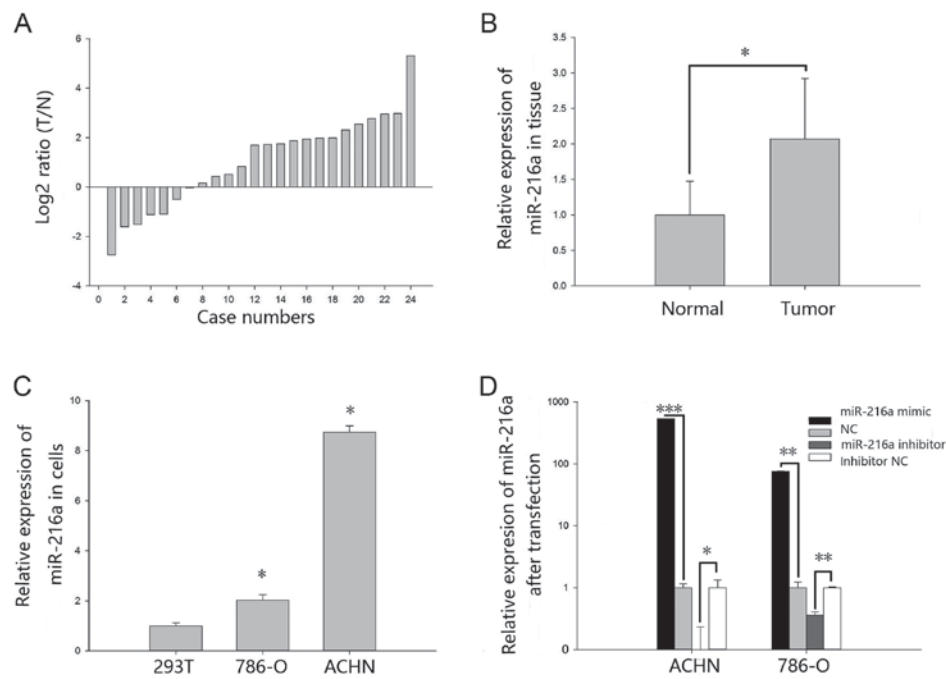 A
Log2 ratio (T/N)
6
4
2
0
-2
-4
0 2 4 6 8 10 12 14 16 18 20 22 24
Case numbers
B
Relative expression of
miR-216a in tissue
3.5
3.0
2.5
2.0
1.5
1.0
0.5
0.0
*
Normal Tumor
C
Relative expression of
miR-216a in cells
10
8
6
4
2
0
*
*
293T 786-O ACHN
D
Relative expresion of miR-216a
after transfection
1000
100
10
1
0
***
*
**
**
miR-216a mimic
NC
miR-216a inhibitor
Inhibitor NC
ACHN 786-O